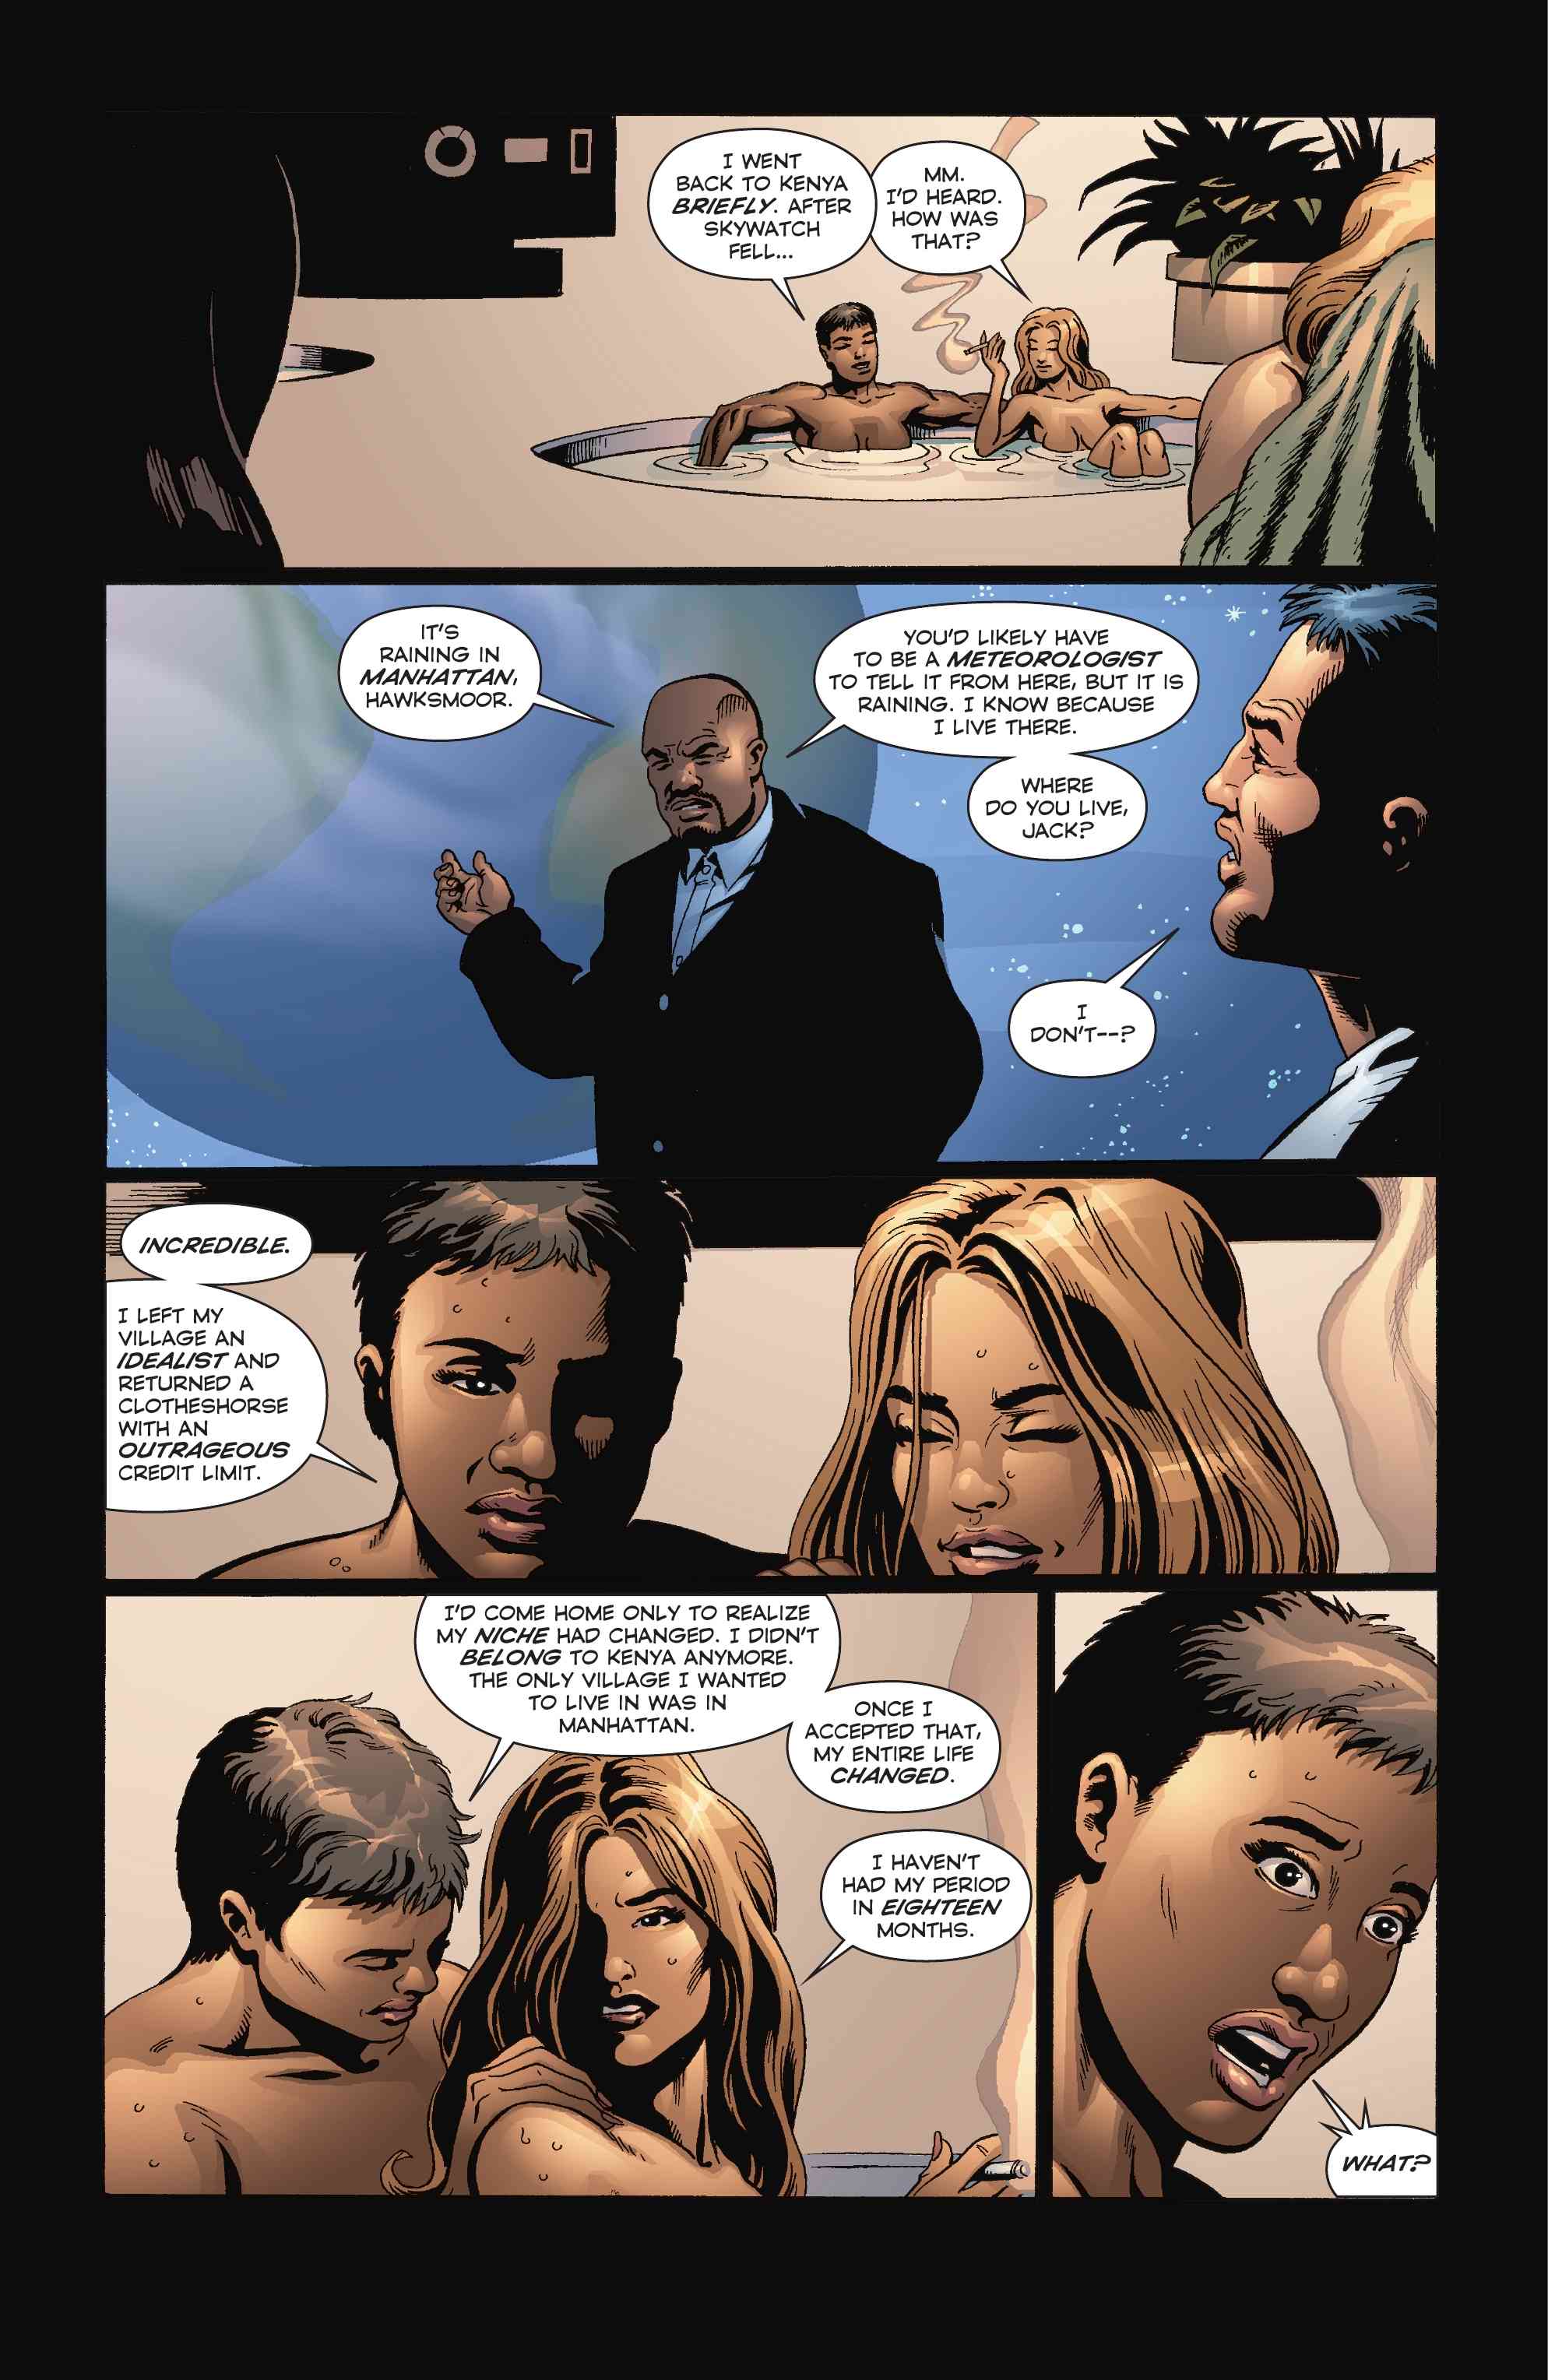 I WENT
BACK TO KENYA
BRIEFLY. AFTER
SKYWATCH
FELL...
MM.
I'D HEARD.
HOW WAS
THAT?
IT'S
RAINING IN
MANHATTAN,
HAWKSMOOR.
YOU'D LIKELY HAVE
TO BE A METEOROLOGIST
TO TELL IT FROM HERE, BUT IT IS
RAINING. I KNOW BECAUSE
I LIVE THERE.
WHERE
DO YOU LIVE,
JACK?
I
DON'T--?
INCREDIBLE.
I LEFT MY
VILLAGE AN
IDEALIST AND
RETURNED A
CLOTHESHORSE
WITH AN
OUTRAGEOUS
CREDIT LIMIT.
I'D COME HOME ONLY TO REALIZE
MY NICHE HAD CHANGED. I DIDN'T
BELONG TO KENYA ANYMORE.
THE ONLY VILLAGE I WANTED
TO LIVE IN WAS IN
MANHATTAN.
ONCE I
ACCEPTED THAT,
MY ENTIRE LIFE
CHANGED.
I HAVEN'T
HAD MY PERIOD
IN EIGHTEEN
MONTHS.
WHAT?